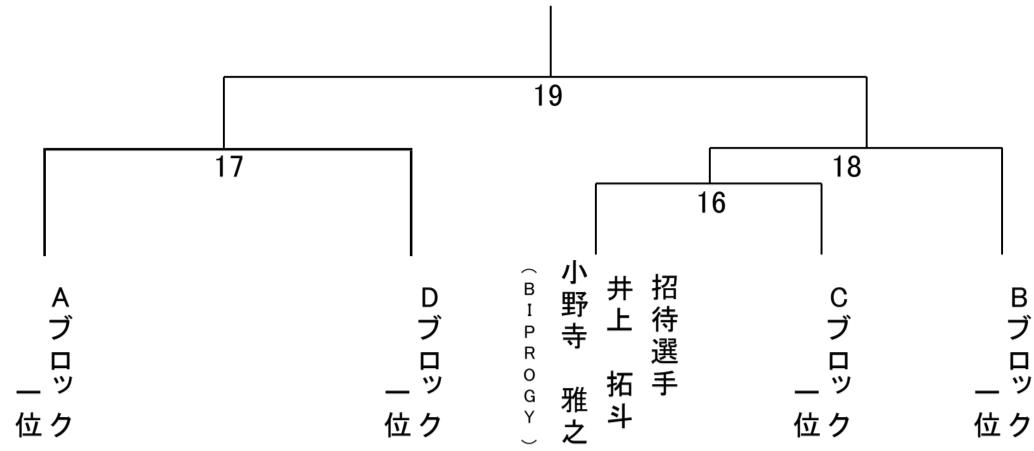 19
17
18
16
Aブロック
一位
Dブロック
一位
招待選手
井上 拓斗
小野寺 雅之
(BIPROGY)
Cブロック
一位
Bブロック
一位